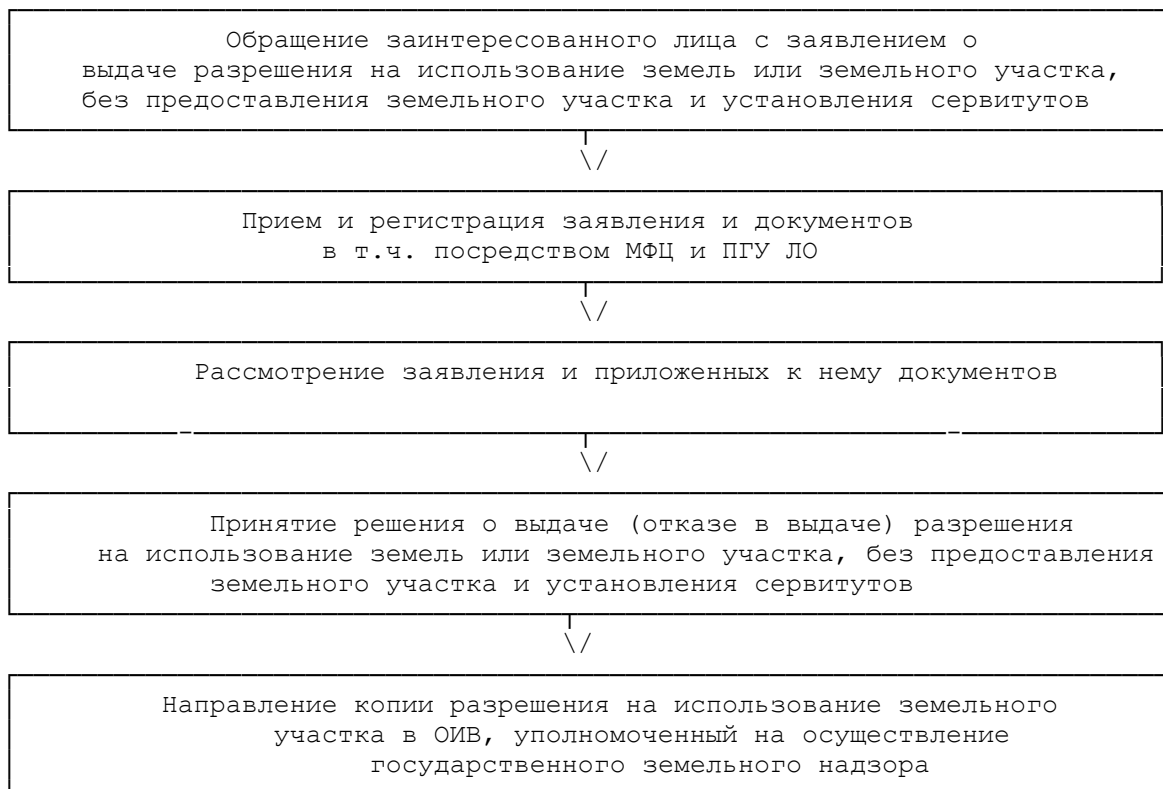 Обращение заинтересованного лица с заявлением о
выдаче разрешения на использование земель или земельного участка,
без предоставления земельного участка и установления сервитутов
\/
Прием и регистрация заявления и документов
в т.ч. посредством МФЦ и ПГУ ЛО
\/
Рассмотрение заявления и приложенных к нему документов
\/
Принятие решения о выдаче (отказе в выдаче) разрешения
на использование земель или земельного участка, без предоставления
земельного участка и установления сервитутов
\/
Направление копии разрешения на использование земельного
участка в ОИВ, уполномоченный на осуществление
государственного земельного надзора